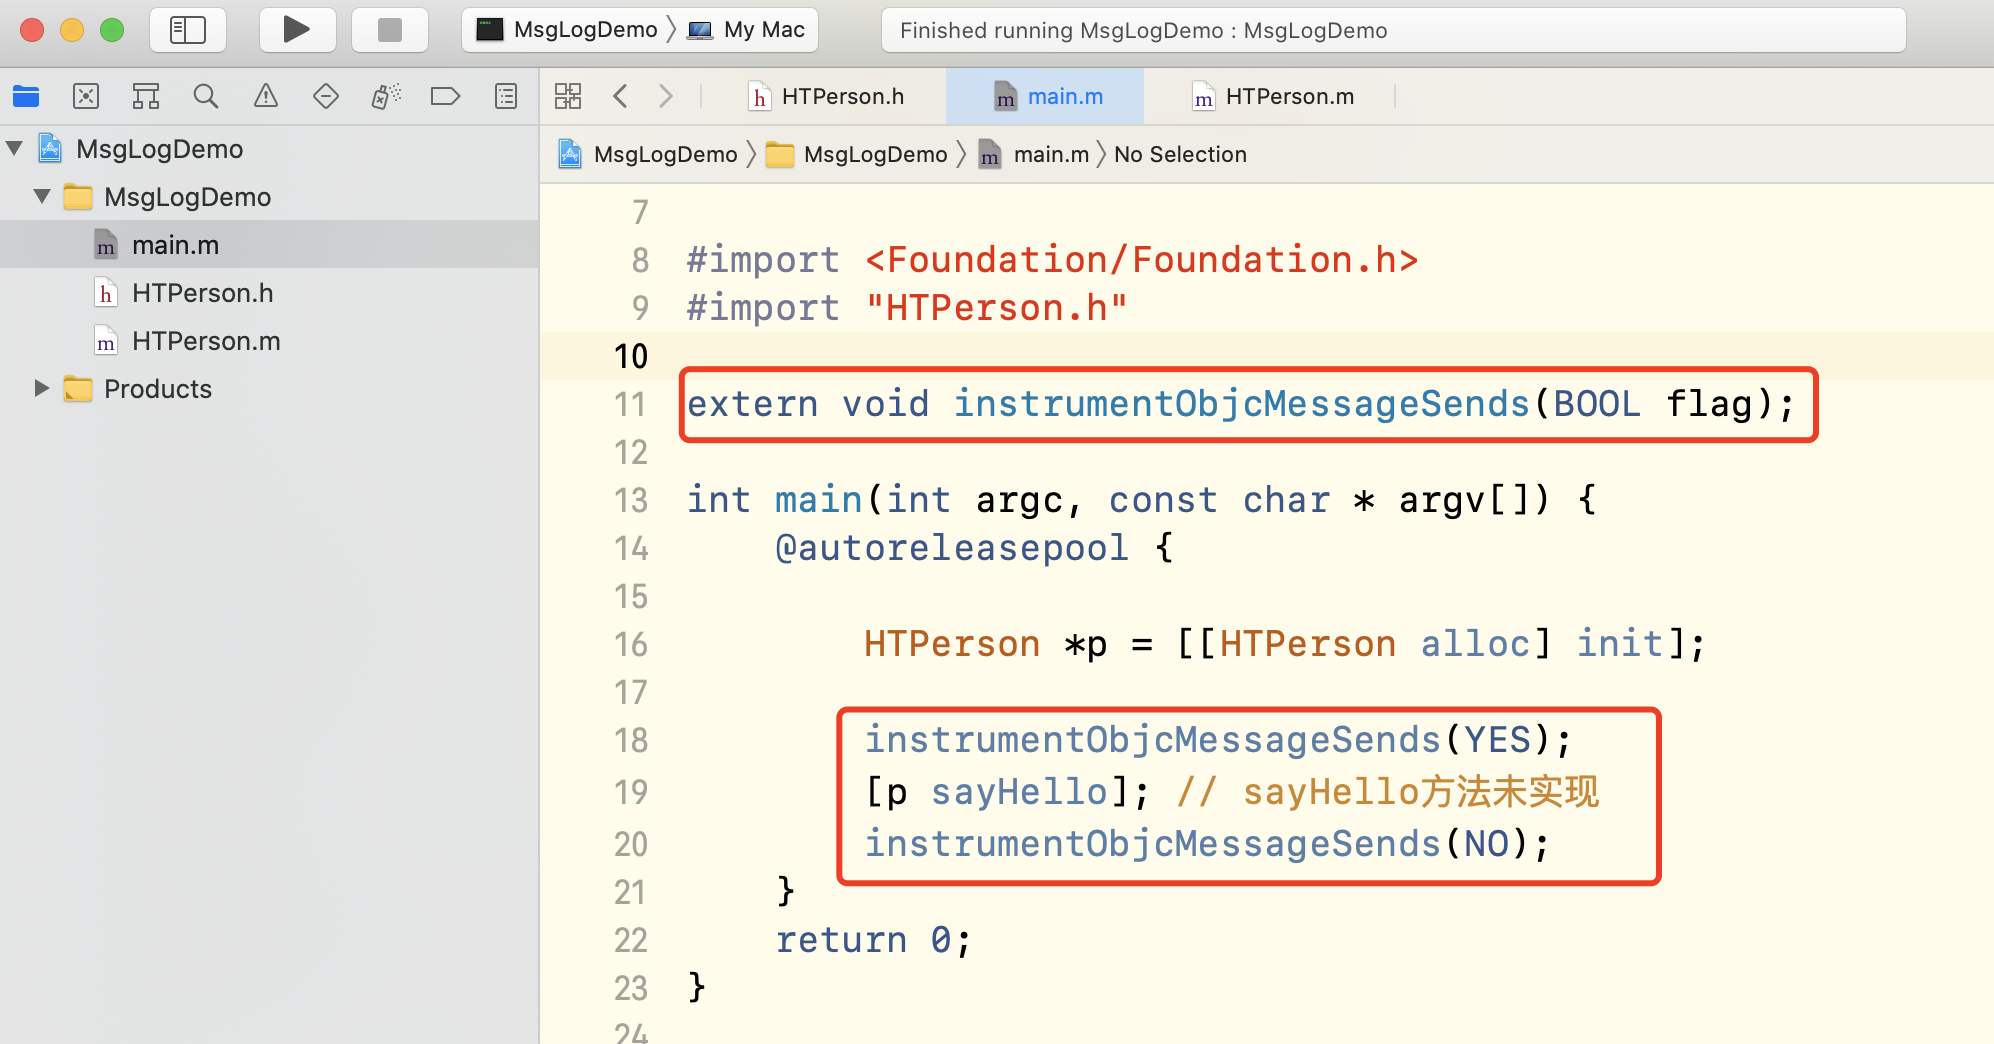 MsgLogDemo 〉 My Mac
Finished running MsgLogDemo : MsgLogDemo
h HTPerson.h
m main.m
m HTPerson.m
MsgLogDemo
MsgLogDemo
m main.m
h HTPerson.h
m HTPerson.m
Products
MsgLogDemo 〉 MsgLogDemo 〉 m main.m 〉 No Selection
7
8 #import <Foundation/Foundation.h>
9 #import "HTPerson.h"
10
11 extern void instrumentObjcMessageSends(BOOL flag);
12
13 int main(int argc, const char * argv[]) {
14 @autoreleasepool {
15
16 HTPerson *p = [[HTPerson alloc] init];
17
18 instrumentObjcMessageSends(YES);
19 [p sayHello]; // sayHello方法未实现
20 instrumentObjcMessageSends(NO);
21 }
22 return 0;
23 }
24